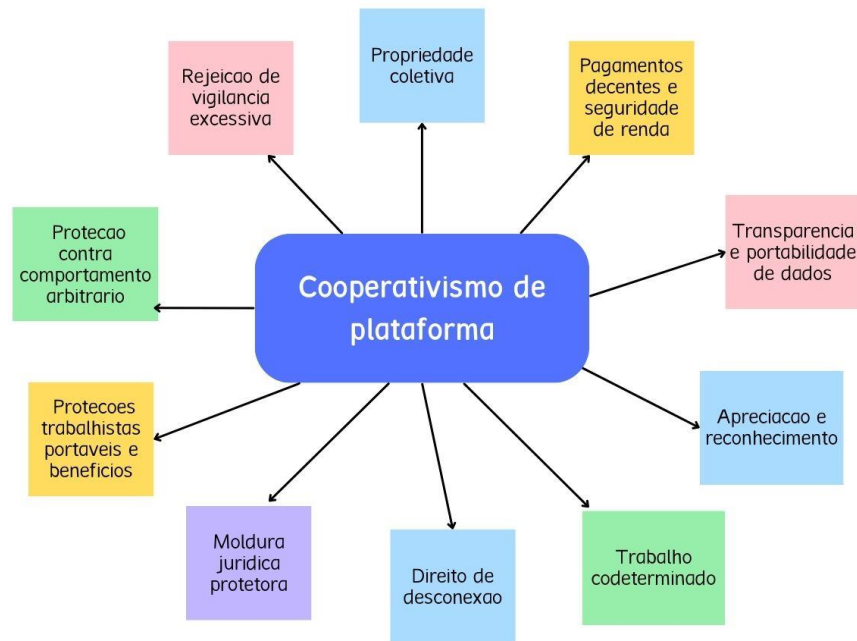 Propriedade
coletiva
Pagamentos
decentes e
seguridade
de renda
Rejeicao de
vigilancia
excessiva
Transparencia
e portabilidade
de dados
Protecao
contra
comportamento
arbitrario
Cooperativismo de
plataforma
Apreciacao e
reconhecimento
Protecoes
trabalhistas
portaveis e
beneficios
Moldura
juridica
protetora
Direito de
desconexao
Trabalho
codeterminado